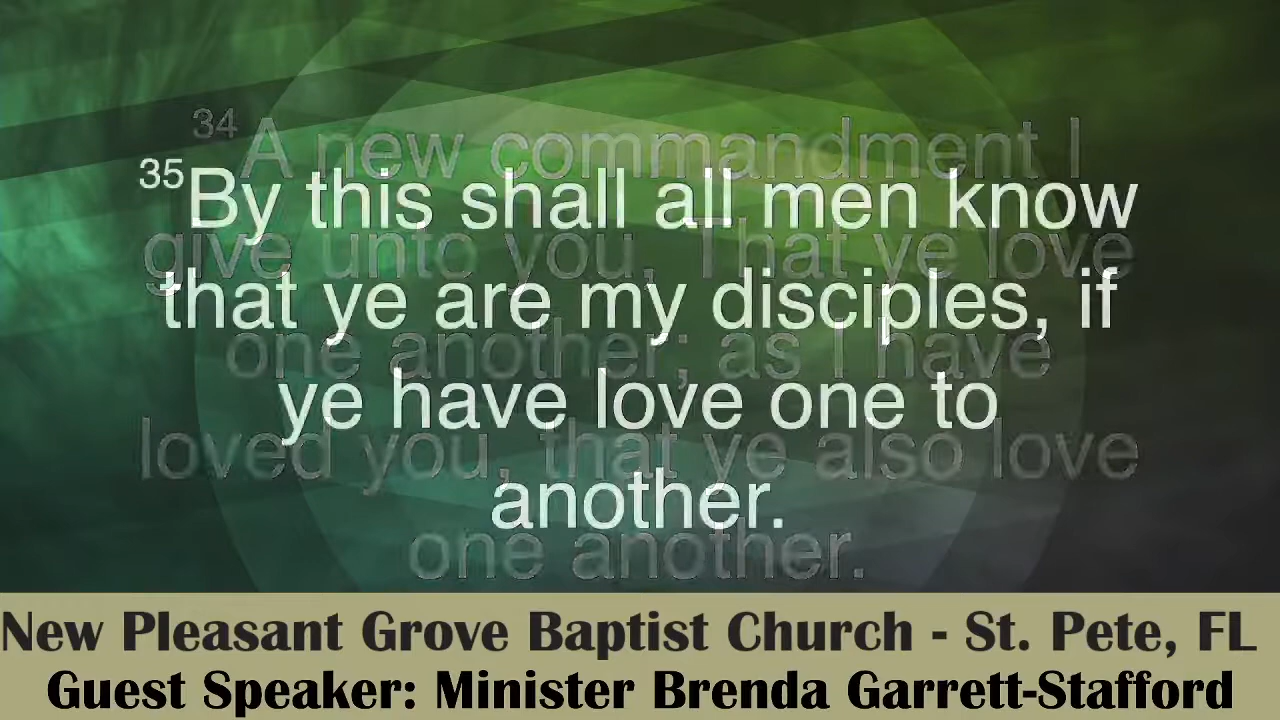 34 A new commandment I
give unto you, That ye love
one another; as I have
loved you, that ye also love
one another.
35 By this shall all men know
that ye are my disciples, if
ye have love one to
another.
New Pleasant Grove Baptist Church - St. Pete, FL
Guest Speaker: Minister Brenda Garrett-Stafford